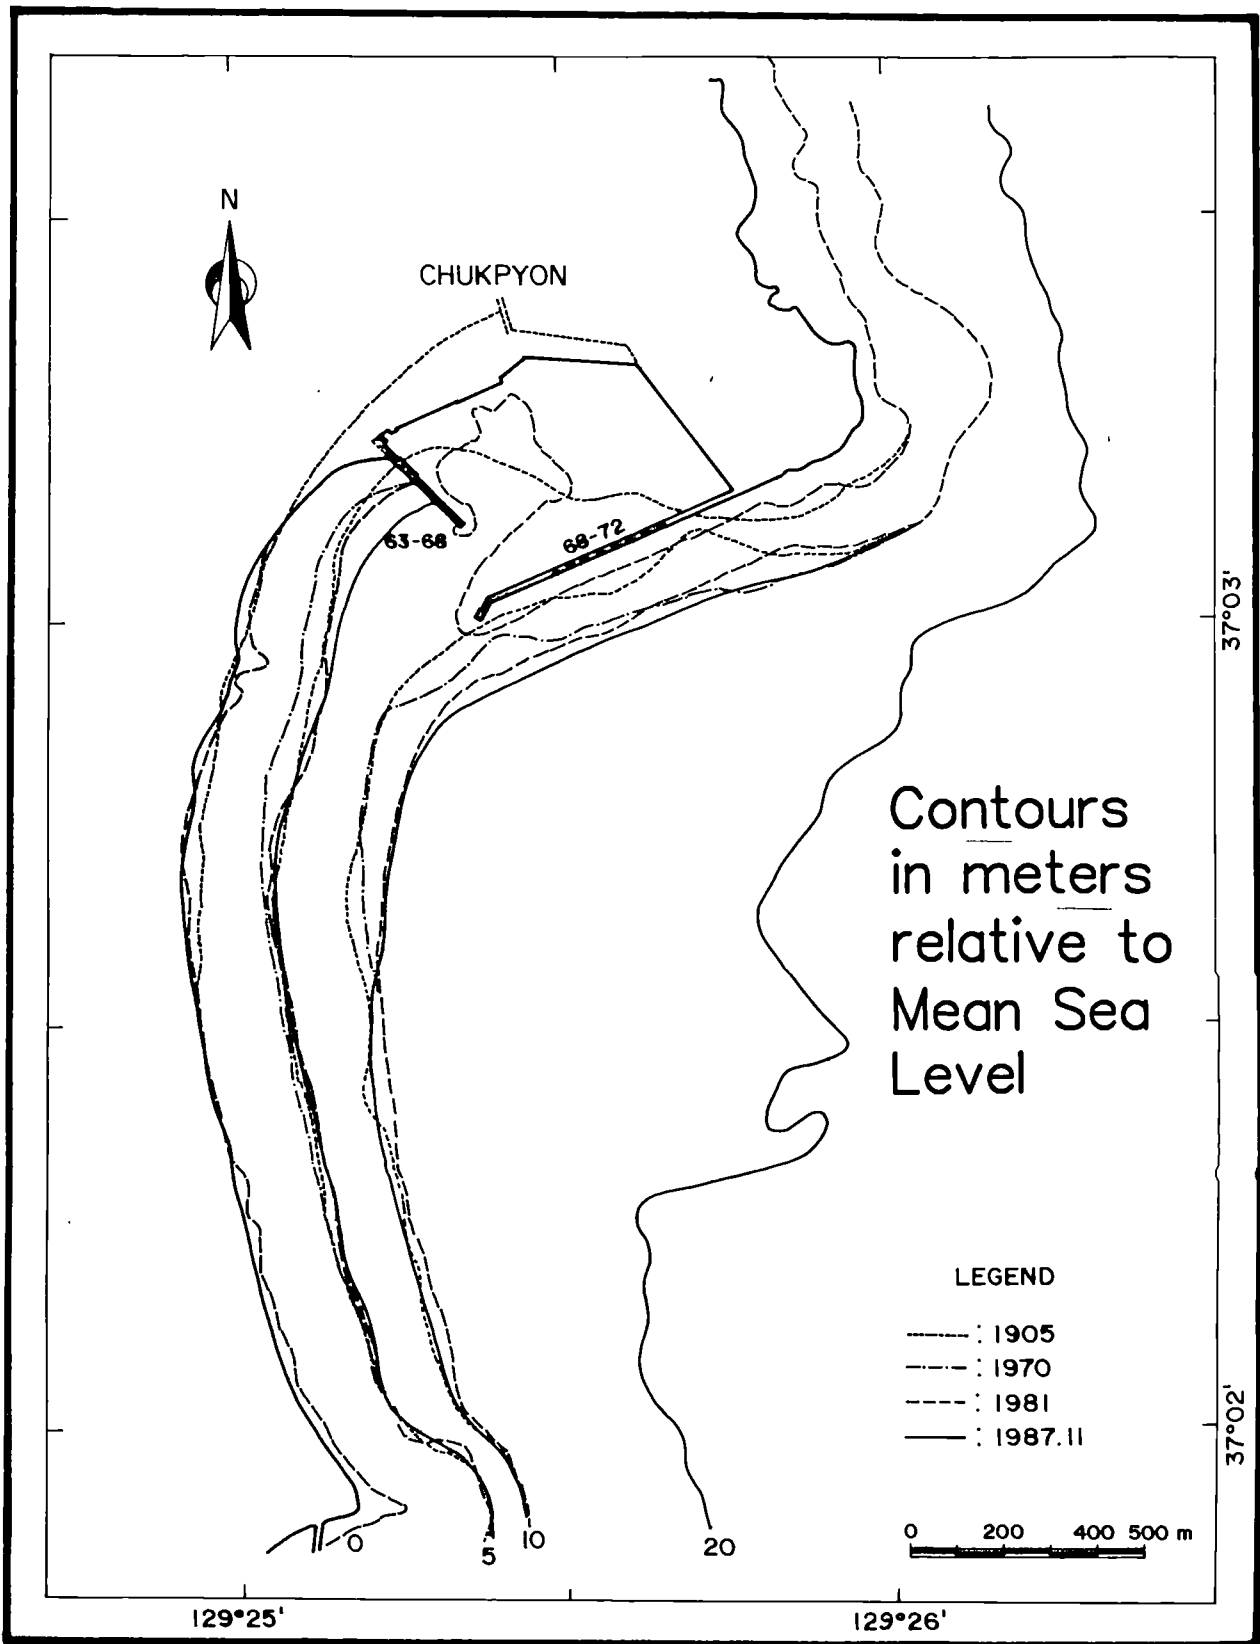 N
CHUKPYON
63-68
68-72
37°03'
Contours
in meters
relative to
Mean Sea
Level
LEGEND
: 1905
: 1970
: 1981
: 1987.11
37°02'
0 200 400 500 m
0
5
10
20
129°25'
129°26'